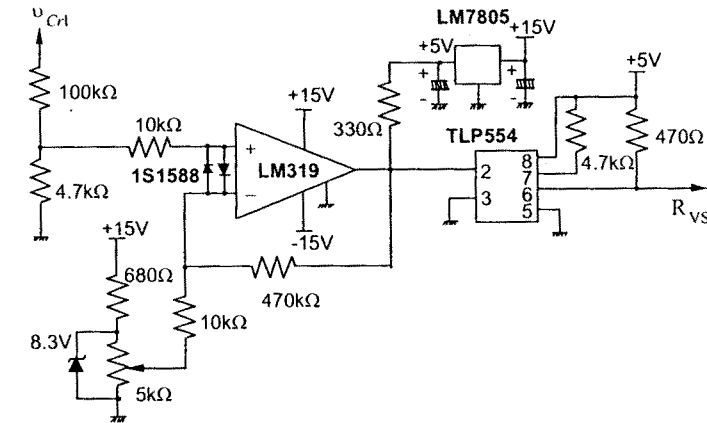 υCrl
100kΩ
4.7kΩ
10kΩ
1S1588
+15V
LM319
-15V
470kΩ
+15V
680Ω
8.3V
5kΩ
10kΩ
LM7805
+5V
+15V
+
-
+
-
330Ω
TLP554
+5V
2
3
8
7
6
5
4.7kΩ
470Ω
RVS
+
−